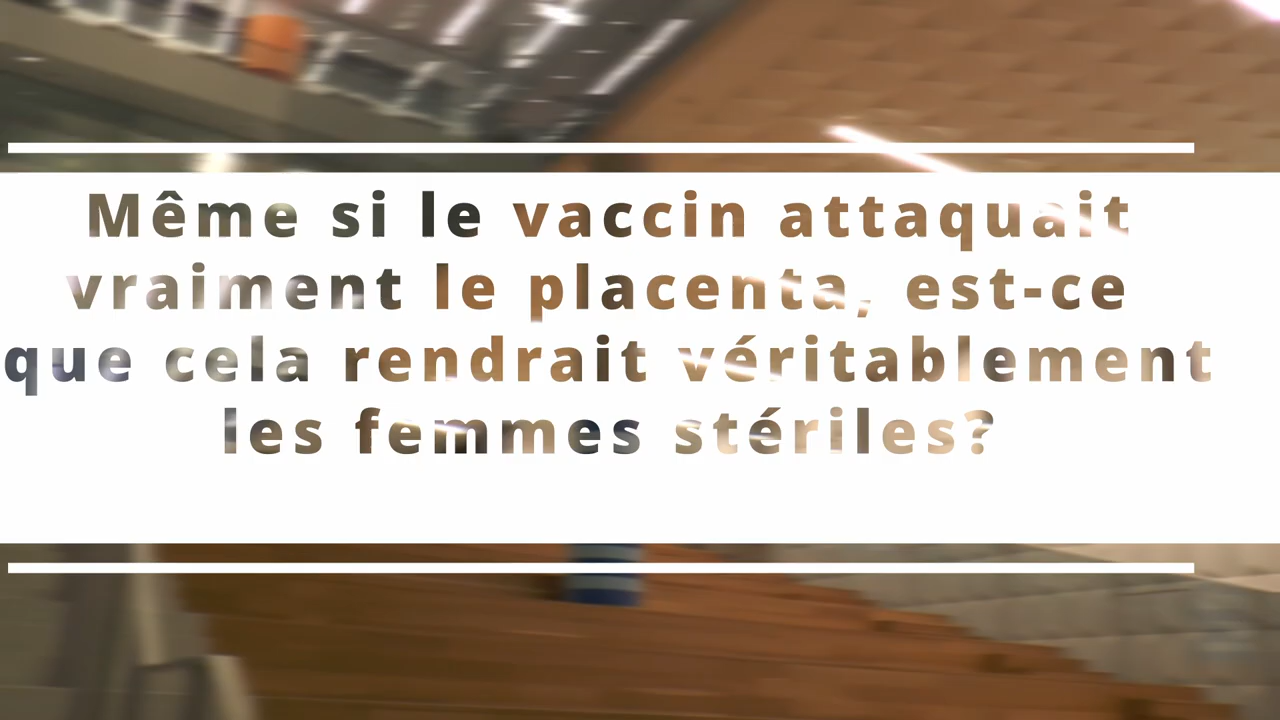 Même si le vaccin attaquait
vraiment le placenta, est-ce
que cela rendrait véritablement
les femmes stériles?